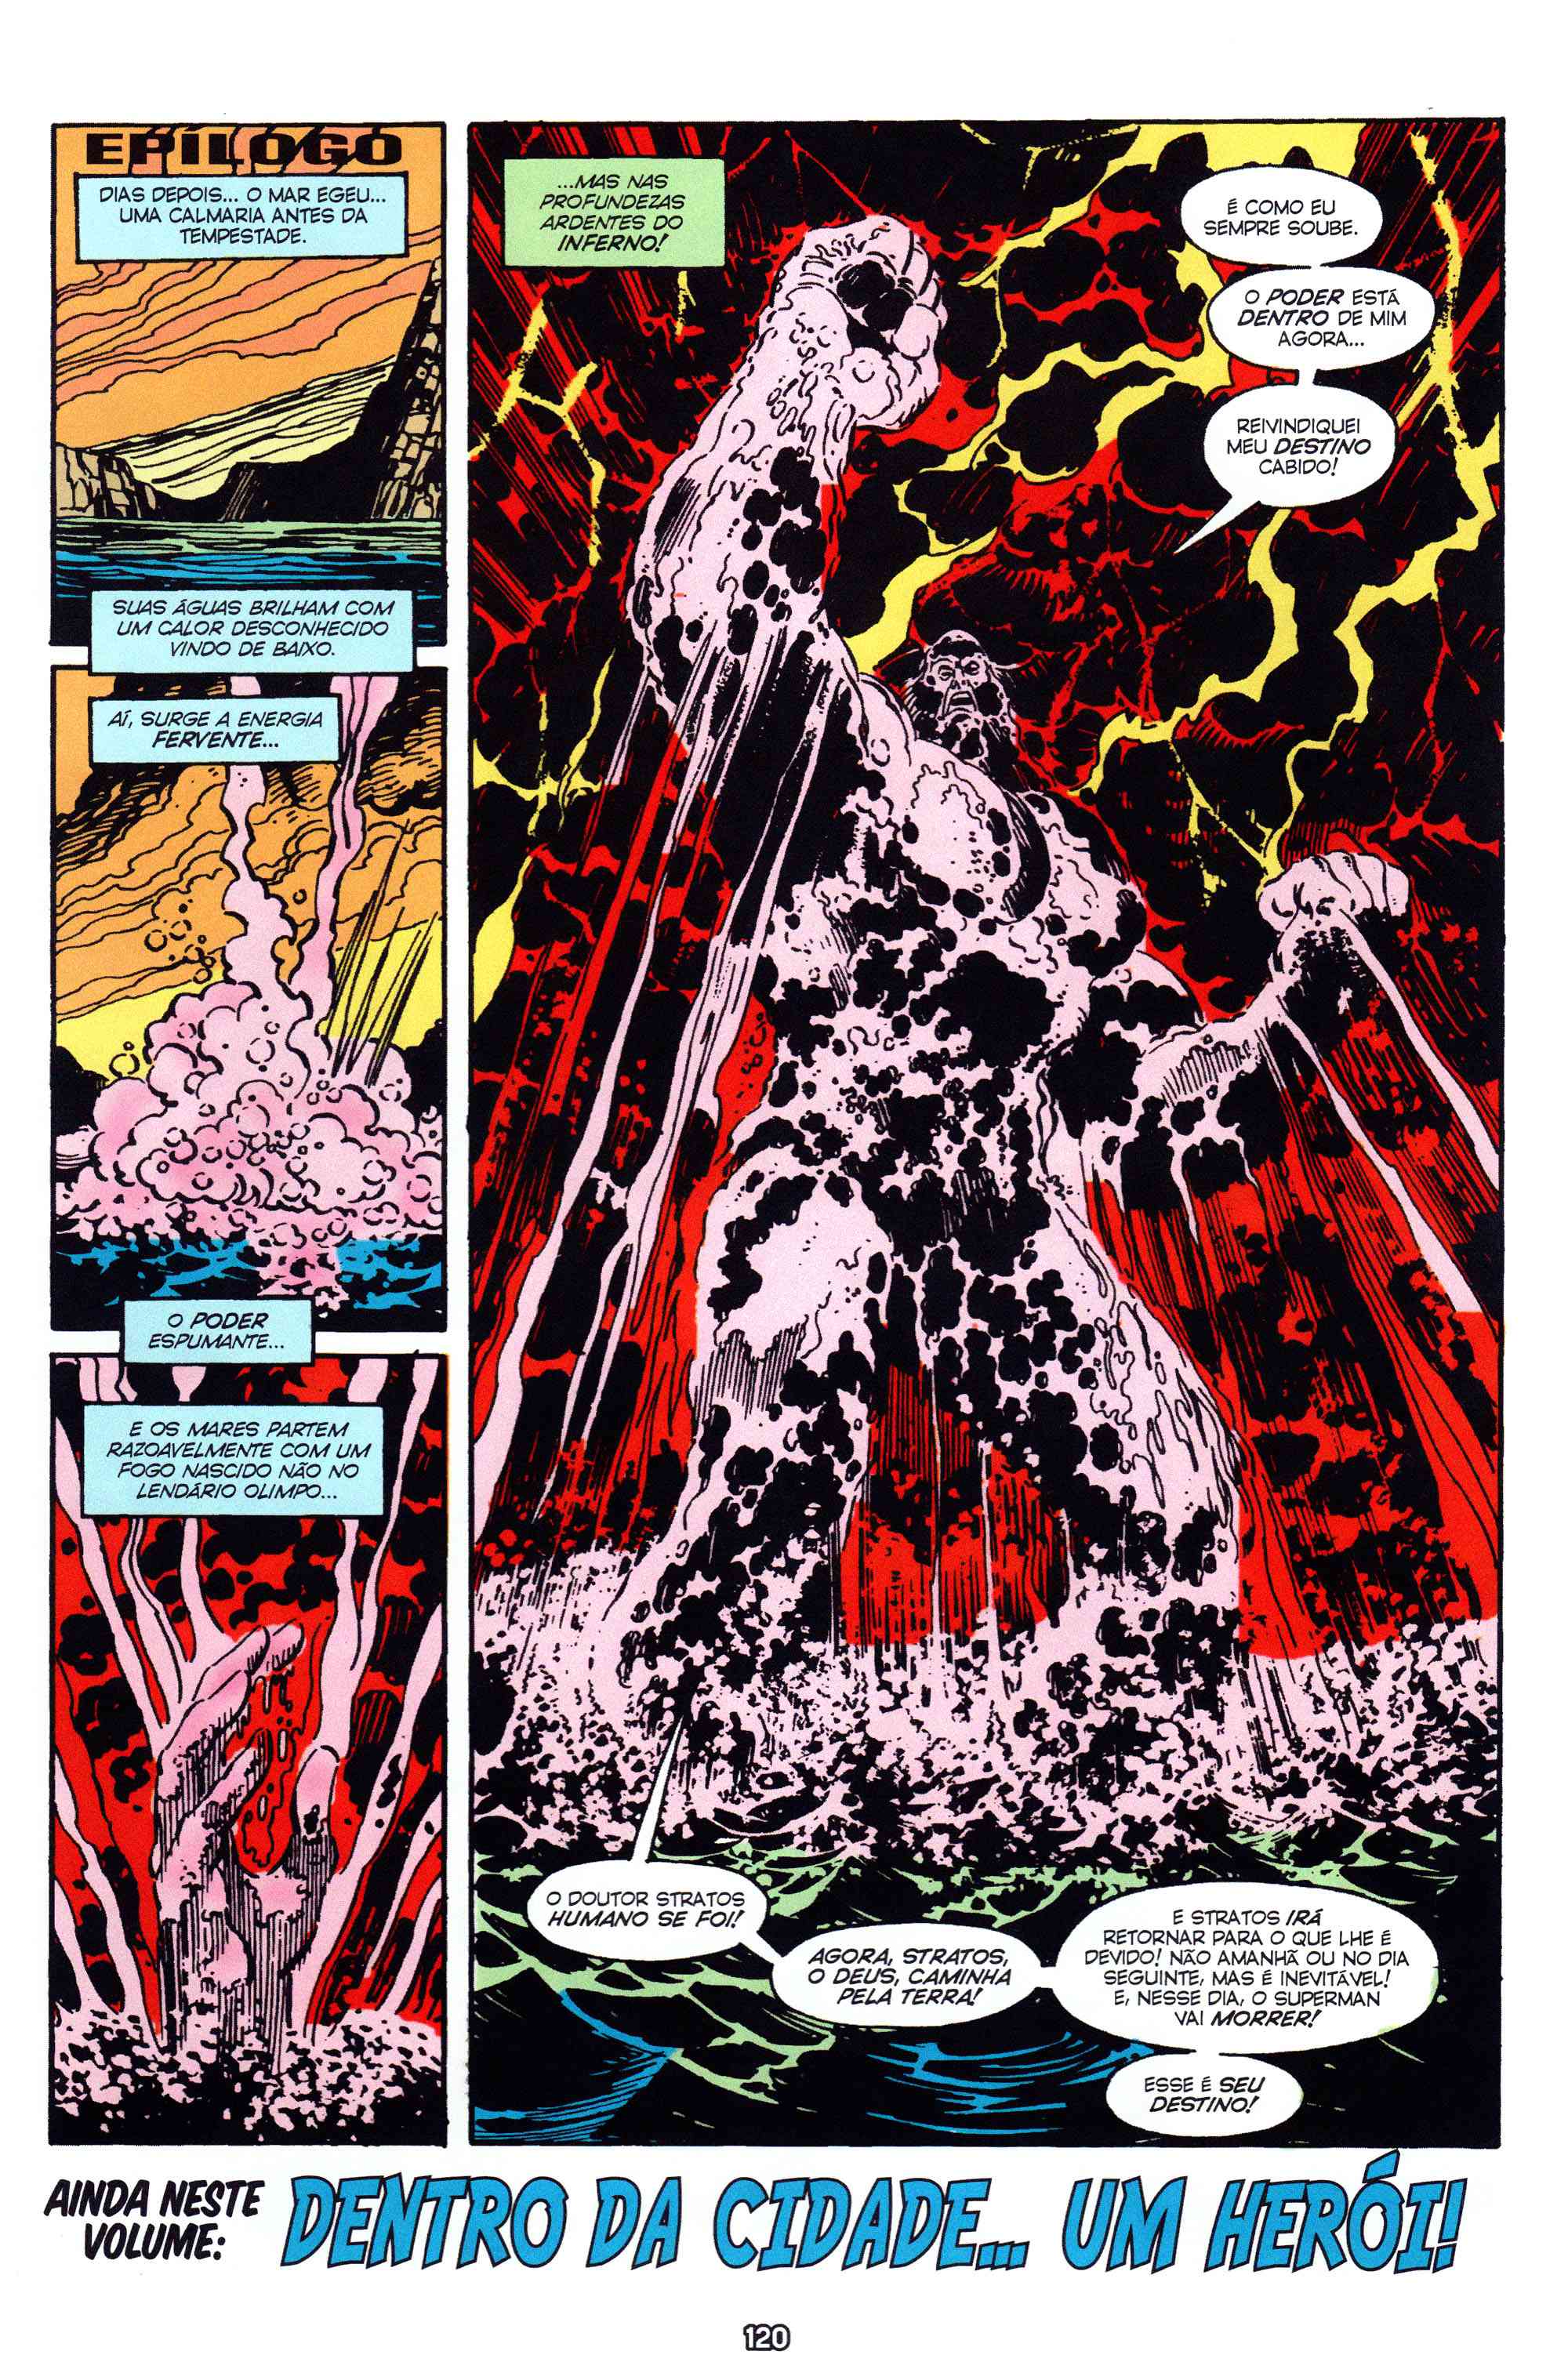 EPÍLOGO
DIAS DEPOIS... O MAR EGEU...
UMA CALMARIA ANTES DA
TEMPESTADE.
SUAS ÁGUAS BRILHAM COM
UM CALOR DESCONHECIDO
VINDO DE BAIXO.
AÍ, SURGE A ENERGIA
FERVENTE...
O PODER
ESPUMANTE...
E OS MARES PARTEM
RAZOAVELMENTE COM UM
FOGO NASCIDO NÃO NO
LENDÁRIO OLIMPO...
...MAS NAS
PROFUNDEZAS
ARDENTES DO
INFERNO!
É COMO EU
SEMPRE SOUBE.
O PODER ESTÁ
DENTRO DE MIM
AGORA...
REIVINDIQUEI
MEU DESTINO
CABIDO!
O DOUTOR STRATOS
HUMANO SE FOI!
AGORA, STRATOS,
O DEUS, CAMINHA
PELA TERRA!
E STRATOS IRÁ
RETORNAR PARA O QUE LHE É
DEVIDO! NÃO AMANHÃ OU NO DIA
SEGUINTE, MAS É INEVITÁVEL!
E, NESSE DIA, O SUPERMAN
VAI MORRER!
ESSE É SEU
DESTINO!
AINDA NESTE
VOLUME:
DENTRO DA CIDADE... UM HERÓI!
120